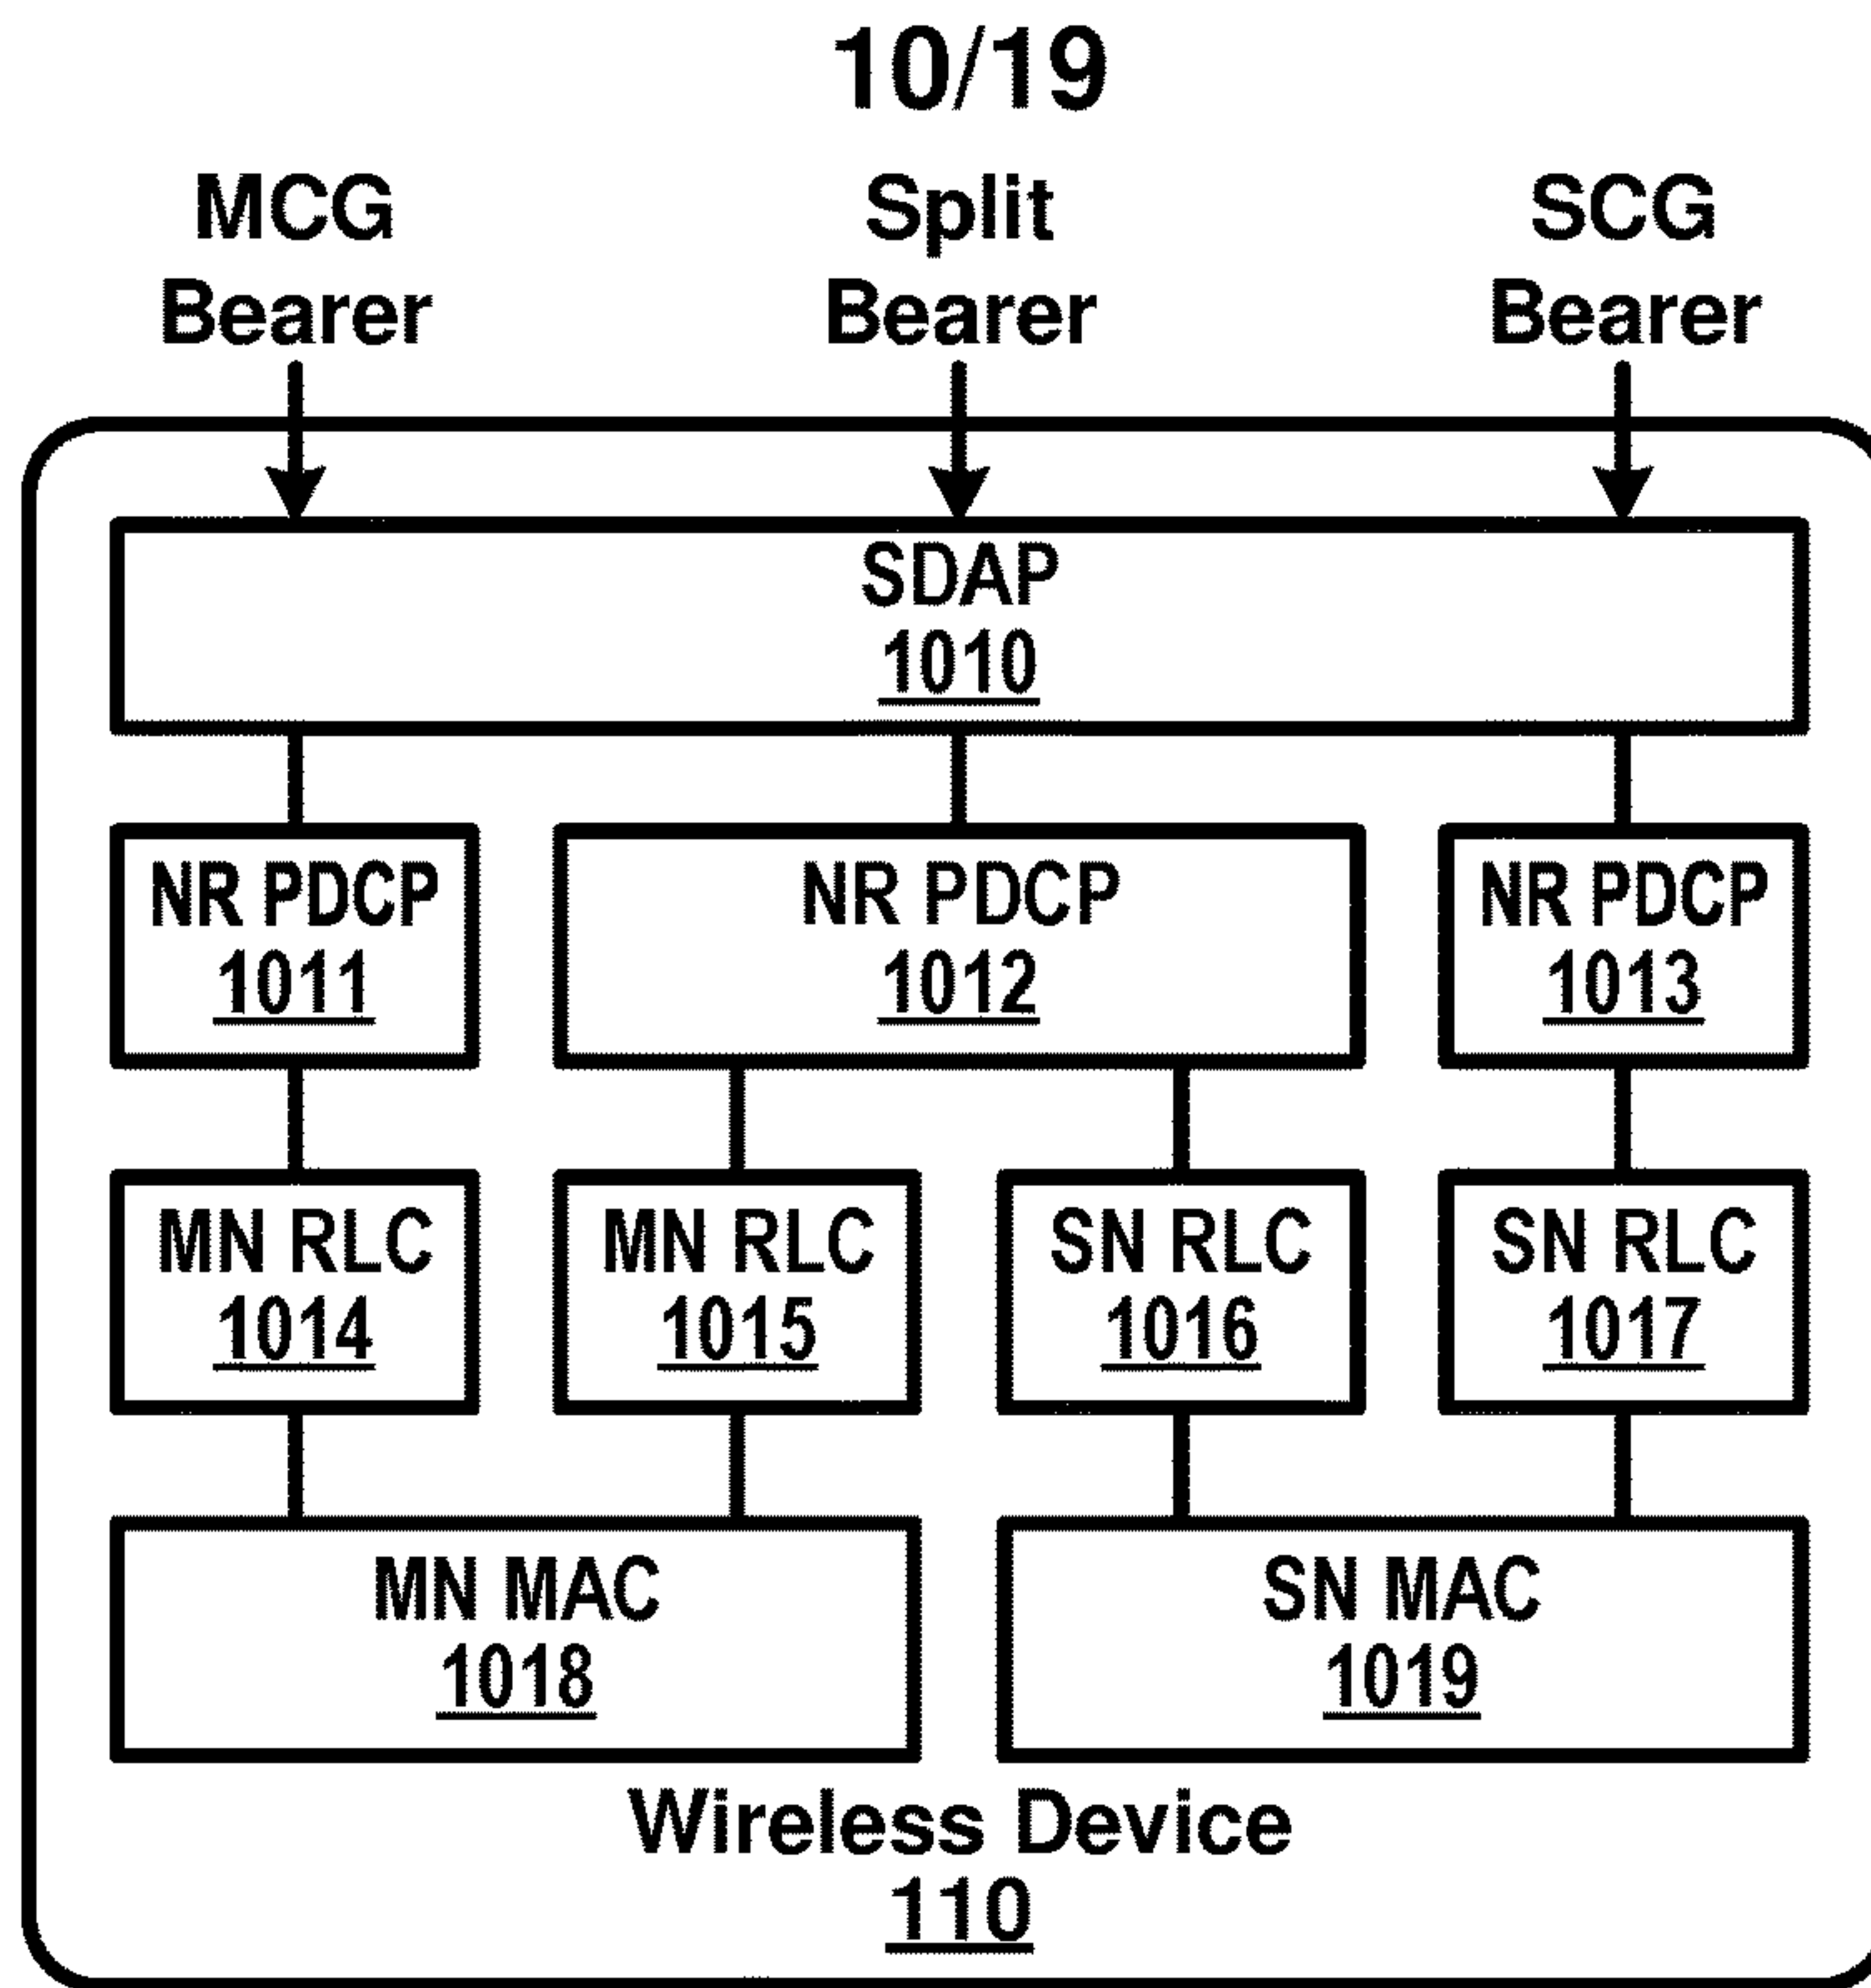 10/19
MCG Bearer
Split Bearer
SCG Bearer
SDAP
1010
NR PDCP
1011
NR PDCP
1012
NR PDCP
1013
MN RLC
1014
MN RLC
1015
SN RLC
1016
SN RLC
1017
MN MAC
1018
SN MAC
1019
Wireless Device
110